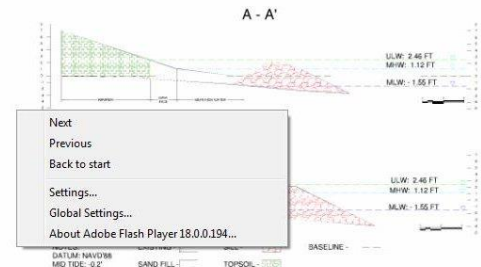 A - A'
ULW: 2.46 FT
MHW: 1.12 FT
MLW: - 1.55 FT
Next
Previous
Back to start
Settings...
Global Settings...
About Adobe Flash Player 18.0.0.194...
ULW: 2.46 FT
MHW: 1.12 FT
MLW: - 1.55 FT
BASELINE -
DATUM: NAVD'88
MID TIDE: -0.2'
SAND FILL -
TOPSOIL -